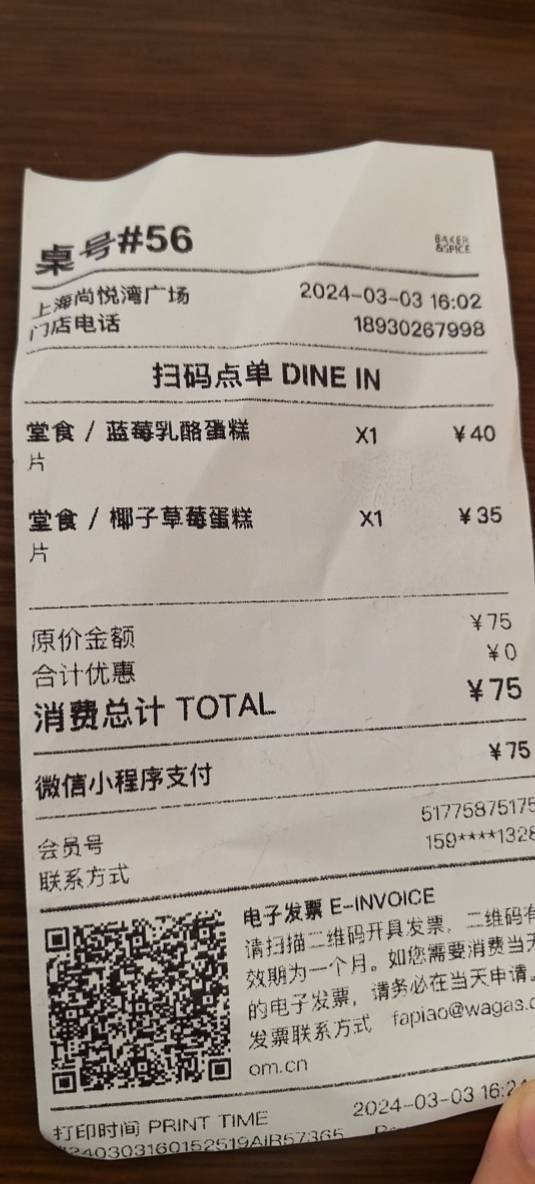 桌号#56
BAKER
&SPICE
上海尚悦湾广场 2024-03-03 16:02
门店电话 18930267998
扫码点单 DINE IN
堂食 / 蓝莓乳酪蛋糕 X1 ¥40
片
堂食 / 椰子草莓蛋糕 X1 ¥35
片
原价金额 ¥75
合计优惠 ¥0
消费总计 TOTAL ¥75
微信小程序支付 ¥75
会员号 51775875175
联系方式 159****1328
电子发票 E-INVOICE
请扫描二维码开具发票，二维码有
效期为一个月。如您需要消费当天
的电子发票，请务必在当天申请。
发票联系方式 fapiao@wagas.c
om.cn
打印时间 PRINT TIME 2024-03-03 16:24
240303160152519AIR57365